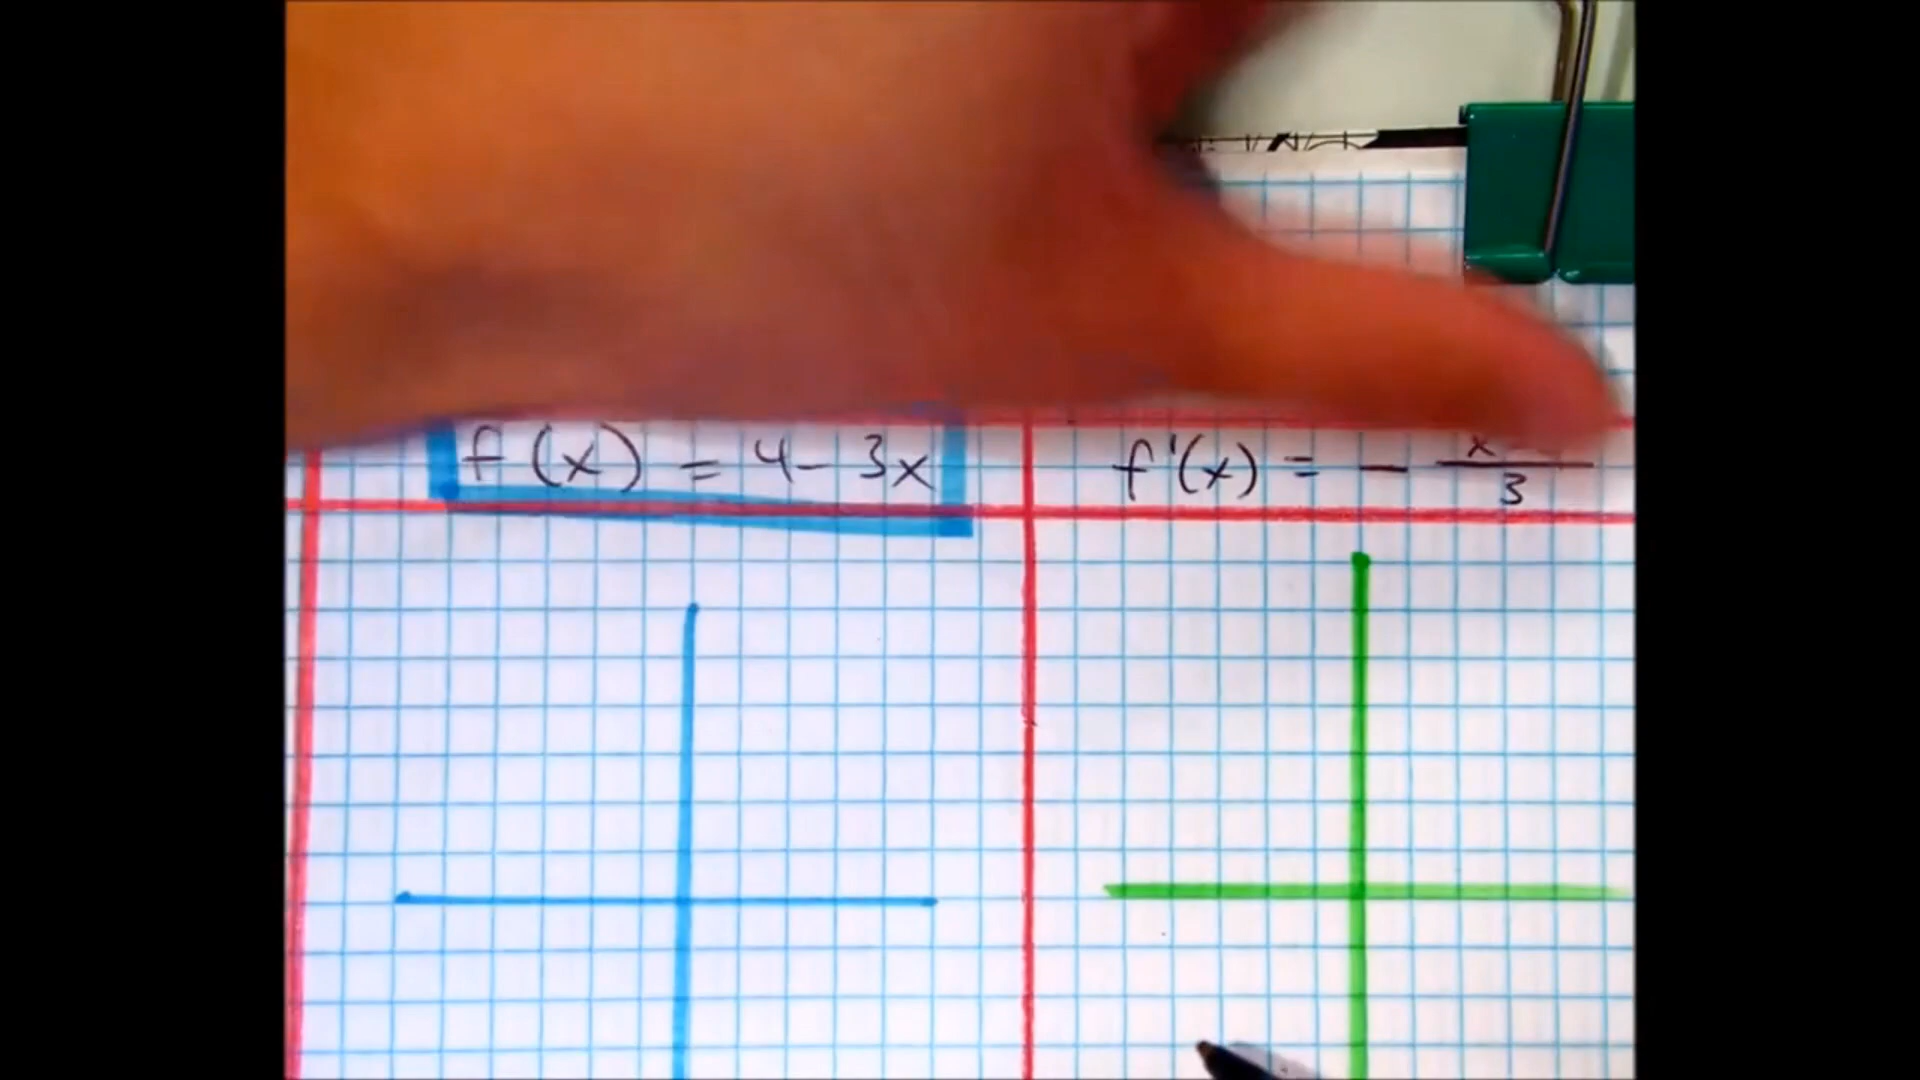 f(x) = 4-3x
f'(x) = - x 3